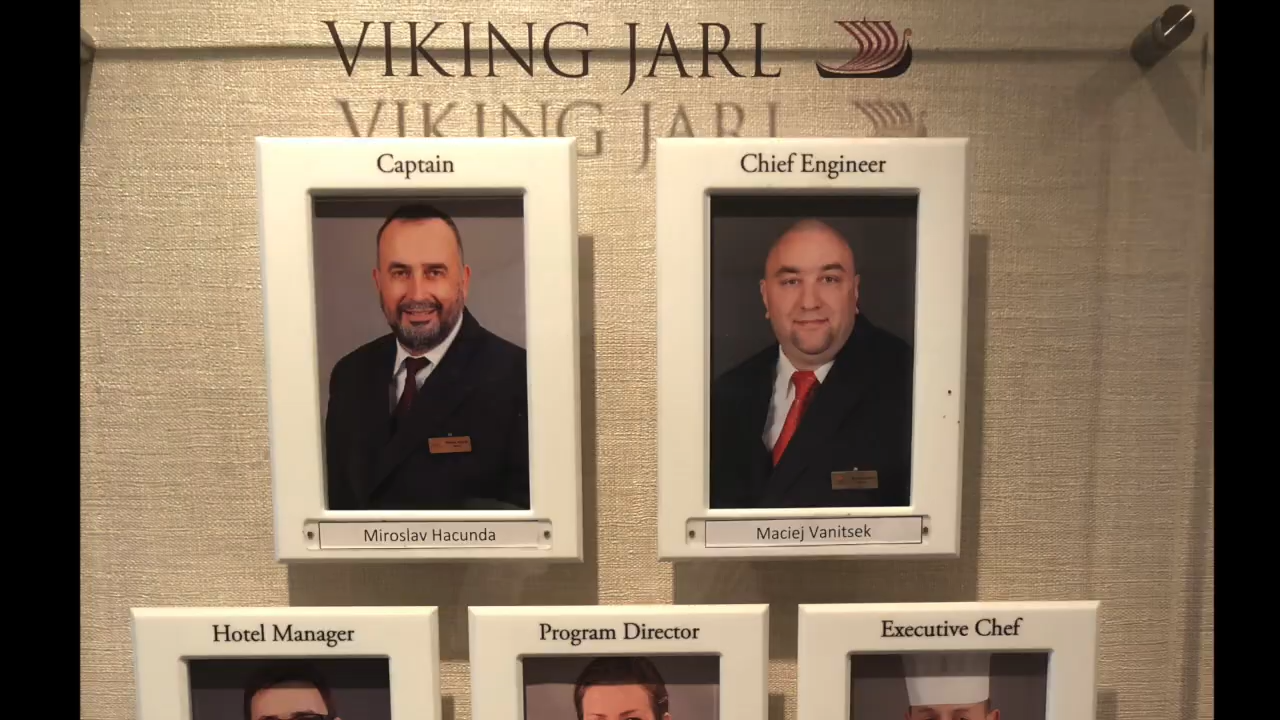 VIKING JARL
Captain
Chief Engineer
Miroslav Hacunda
Maciej Vanitsek
Hotel Manager
Program Director
Executive Chef